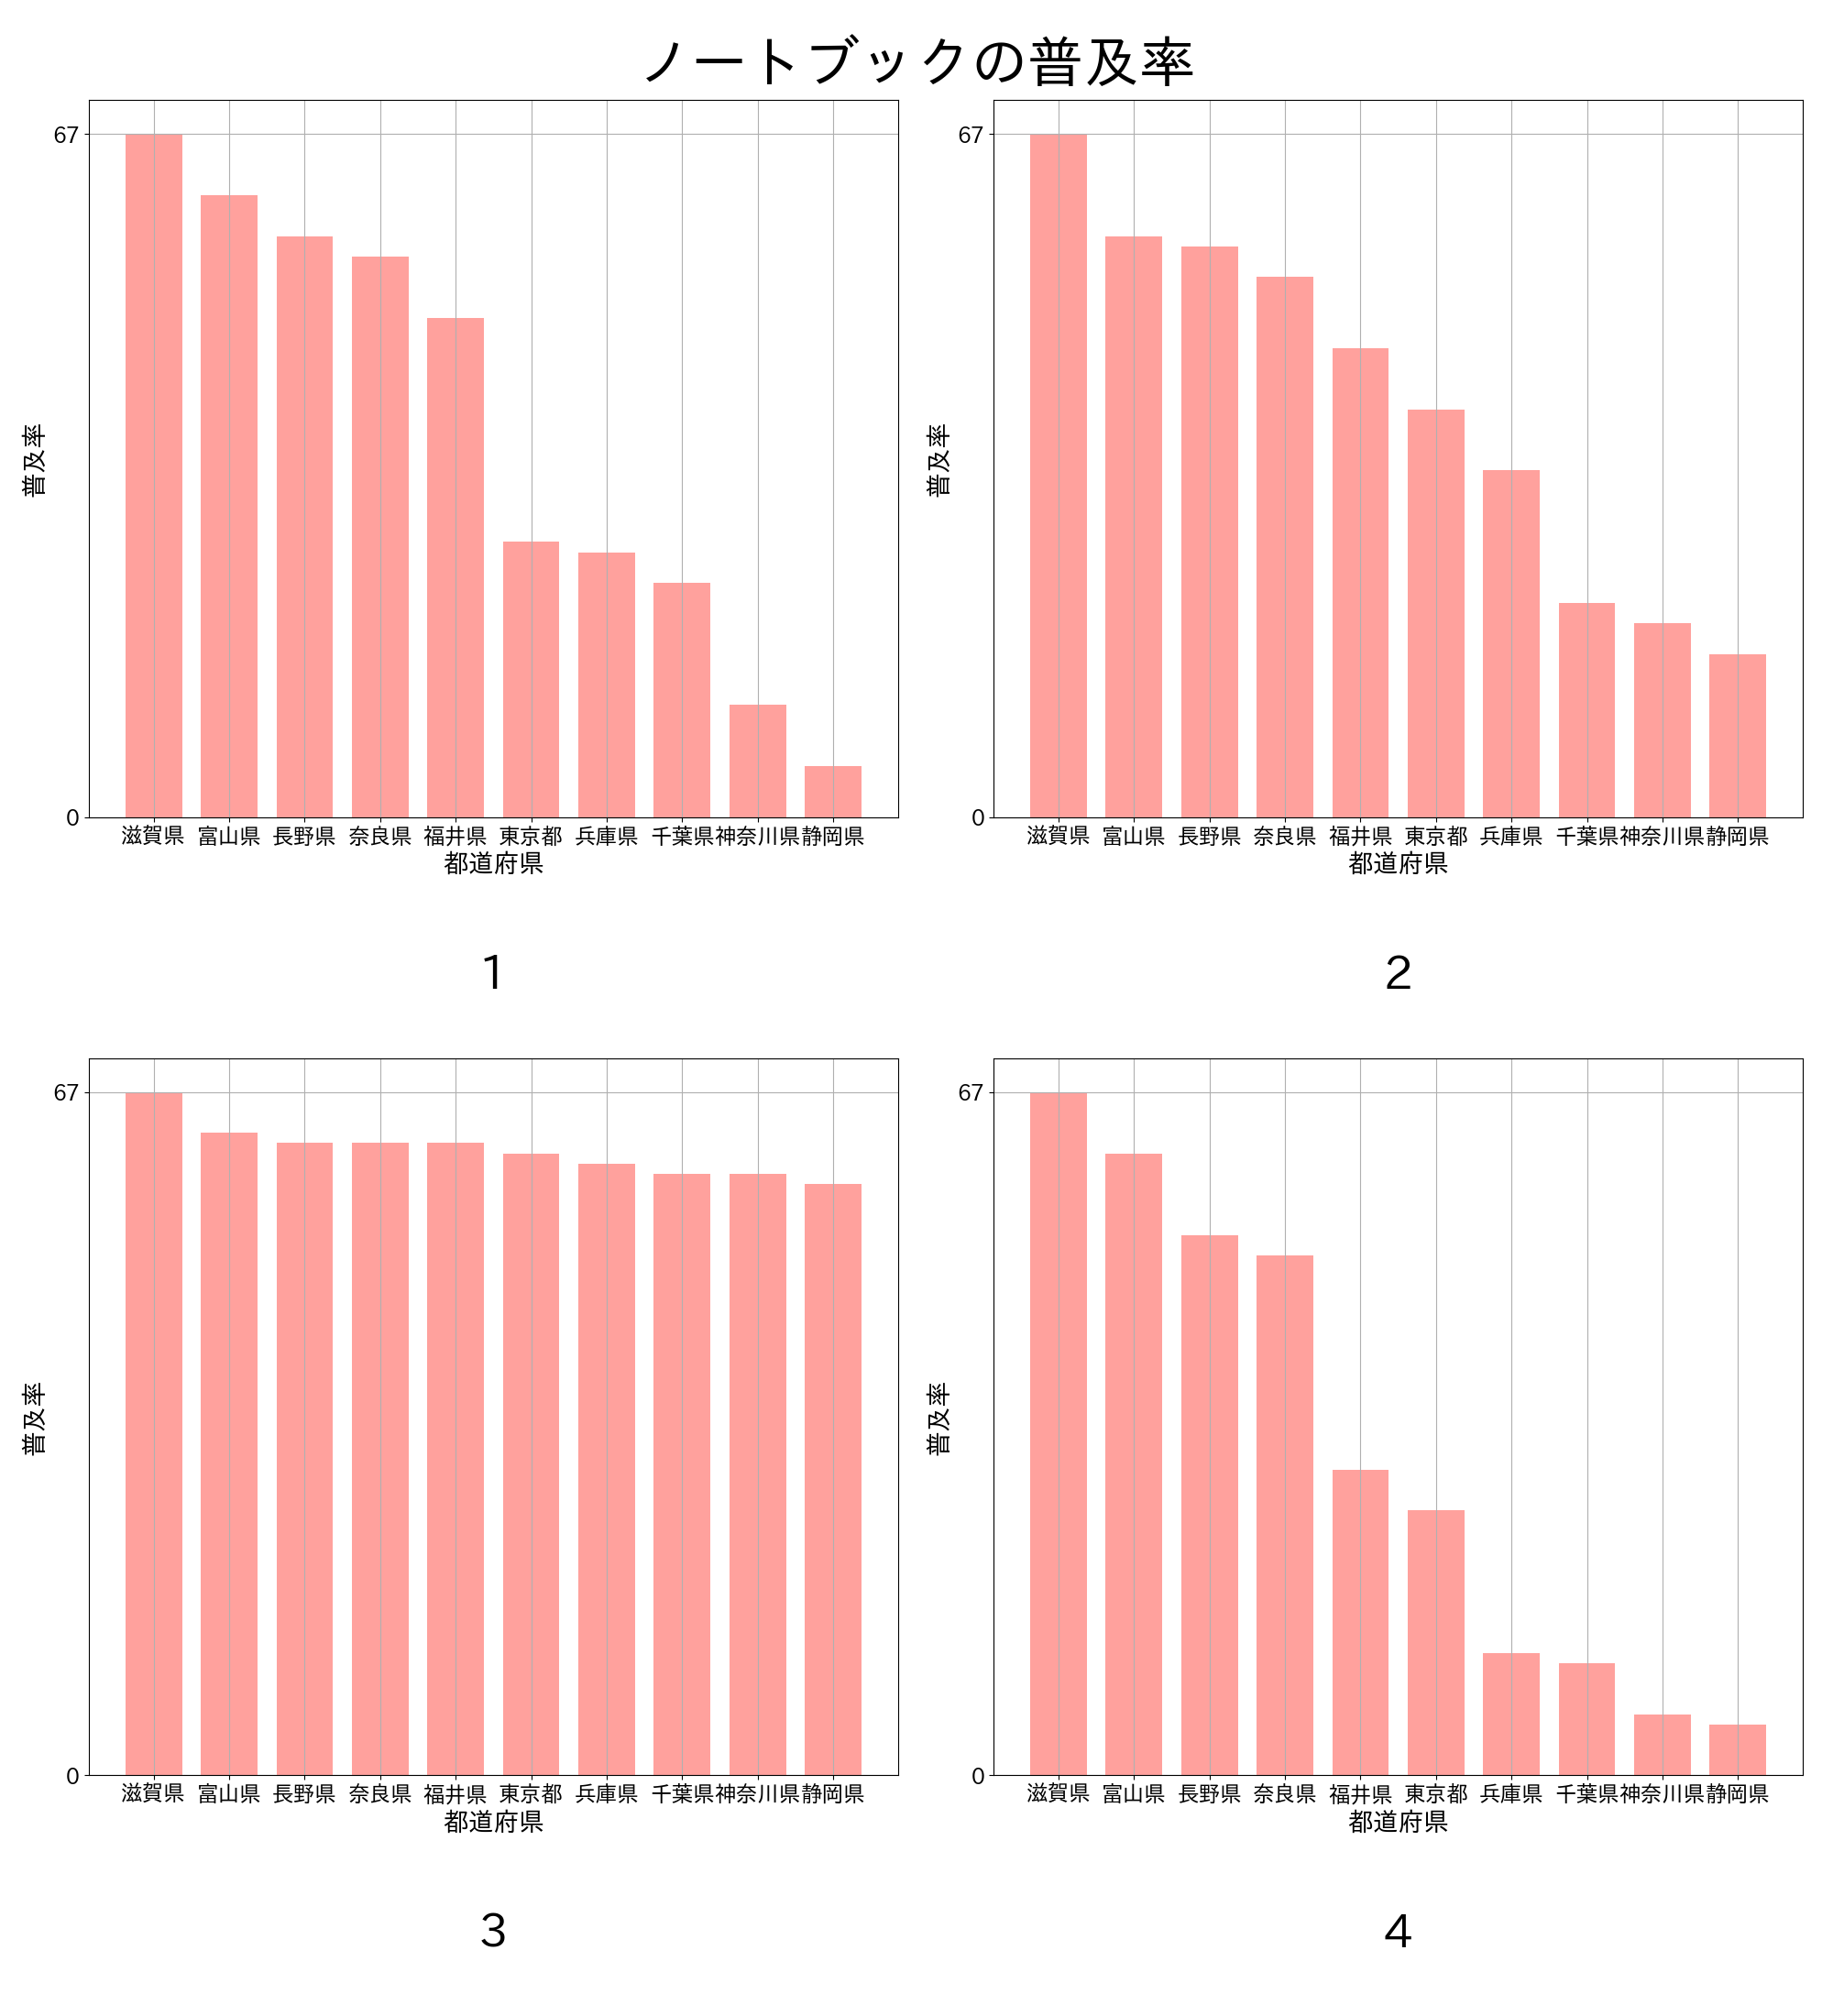 ノートブックの普及率
67
0
普及率
滋賀県 富山県 長野県 奈良県 福井県 東京都 兵庫県 千葉県 神奈川県 静岡県
都道府県
1
67
0
普及率
滋賀県 富山県 長野県 奈良県 福井県 東京都 兵庫県 千葉県 神奈川県 静岡県
都道府県
2
67
0
普及率
滋賀県 富山県 長野県 奈良県 福井県 東京都 兵庫県 千葉県 神奈川県 静岡県
都道府県
3
67
0
普及率
滋賀県 富山県 長野県 奈良県 福井県 東京都 兵庫県 千葉県 神奈川県 静岡県
都道府県
4